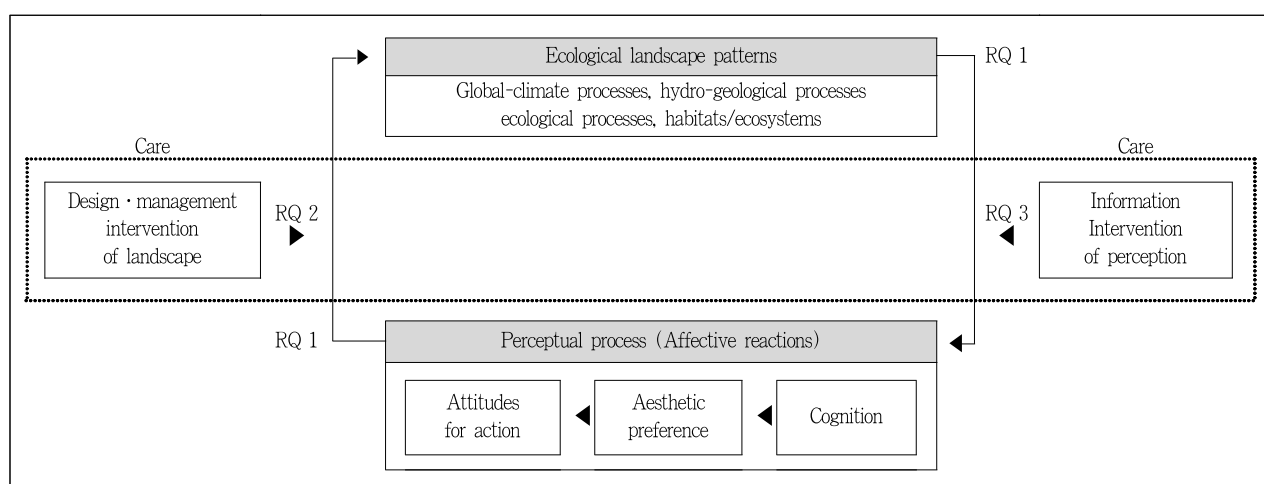 Ecological landscape patterns
RQ 1
Global-climate processes, hydro-geological processes
ecological processes, habitats/ecosystems
Care
Care
Design・management
intervention
of landscape
RQ 2
RQ 3
Information
Intervention
of perception
RQ 1
Perceptual process (Affective reactions)
Attitudes
for action
Aesthetic
preference
Cognition